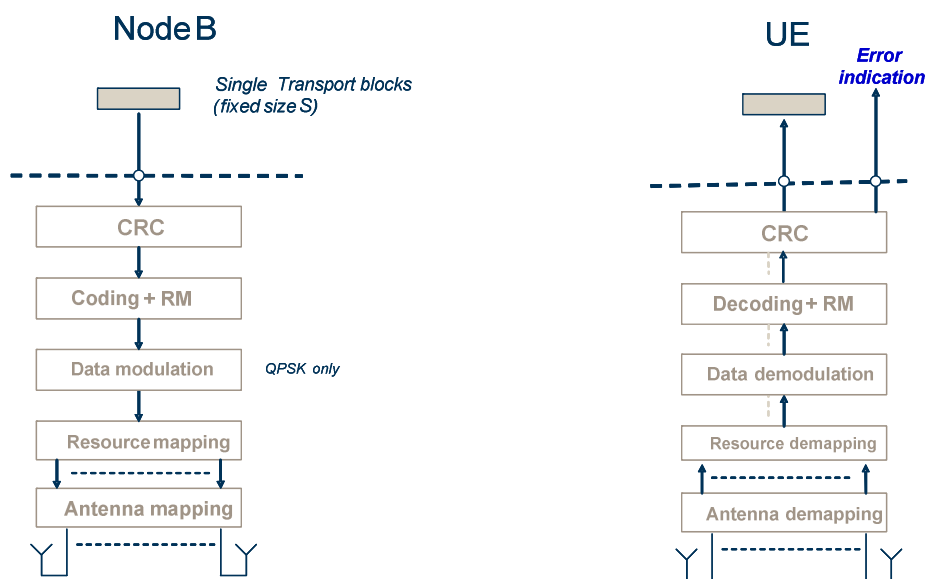 Node B
UE
Error
indication
Single Transport blocks
(fixed size S)
CRC
CRC
Coding + RM
Decoding + RM
Data modulation
QPSK only
Data demodulation
Resource mapping
Resource demapping
Antenna mapping
Antenna demapping